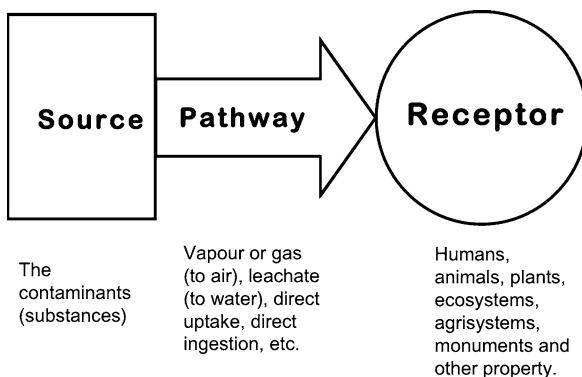 Source
Pathway
Receptor
The
contaminants
(substances)
Vapour or gas
(to air), leachate
(to water), direct
uptake, direct
ingestion, etc.
Humans,
animals, plants,
ecosystems,
agrisystems,
monuments and
other property.